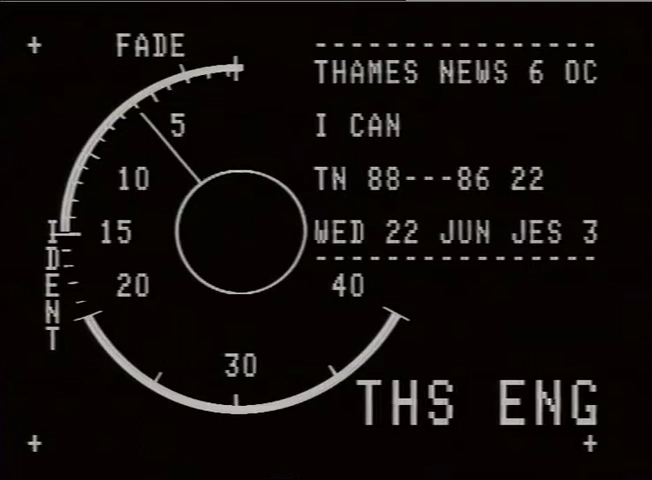 FADE
THAMES NEWS 6 OC
I CAN
TN 88---86 22
WED 22 JUN JES 3
5
10
15
20
30
40
IDENT
THS ENG